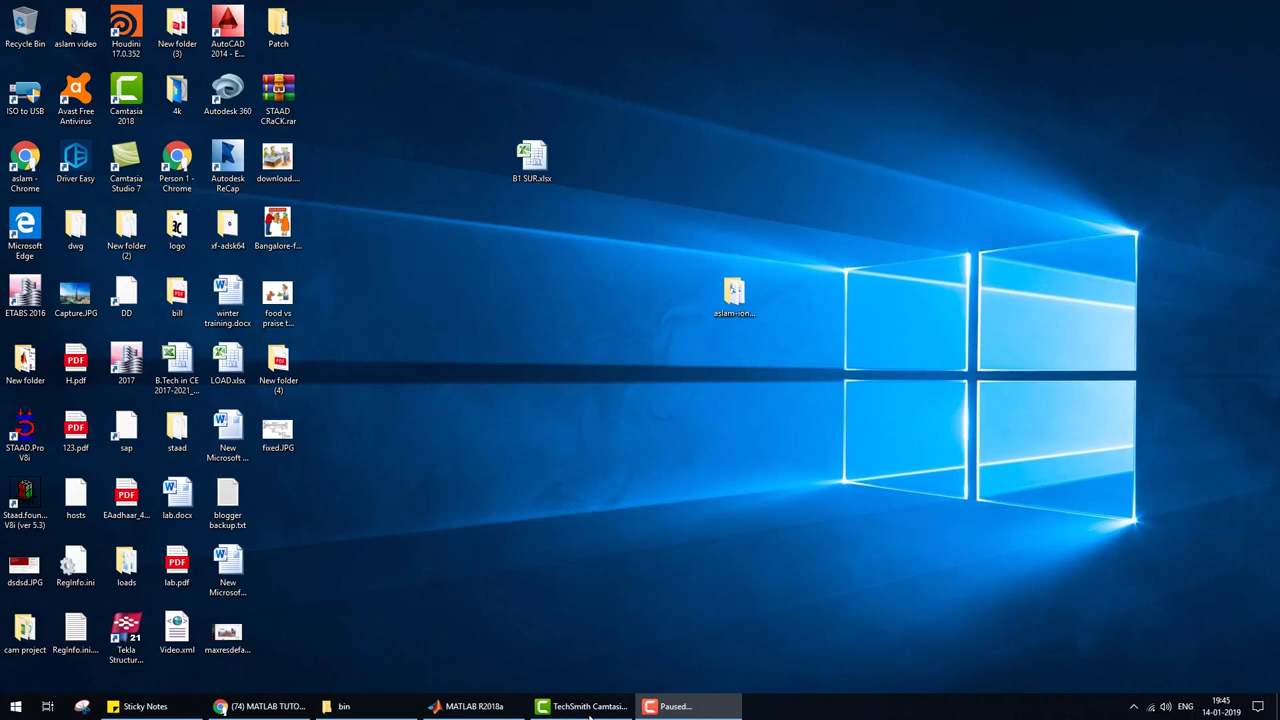 Recycle Bin
aslam video
Houdini
17.0.352
New folder
(3)
AutoCAD
2014 - E...
Patch
ISO to USB
Avast Free
Antivirus
Camtasia
2018
4k
Autodesk 360
STAAD
CRaCK.rar
aslam -
Chrome
Driver Easy
Camtasia
Studio 7
Person 1 -
Chrome
Autodesk
ReCap
download....
B1 SUR.xlsx
Microsoft
Edge
dwg
New folder
(2)
logo
xf-adsk64
Bangalore-f...
ETABS 2016
Capture.JPG
DD
bill
winter
training.docx
food vs
praise t...
aslam-ion...
New folder
H.pdf
2017
B.Tech in CE
2017-2021_...
LOAD.xlsx
New folder
(4)
STAAD.Pro
V8i
123.pdf
sap
staad
New
Microsoft ...
fixed.JPG
Staad.foun...
V8i (ver 5.3)
hosts
EAadhaar_4...
lab.docx
blogger
backup.txt
dsdsd.JPG
RegInfo.ini
loads
lab.pdf
New
Microsof...
cam project
RegInfo.ini....
Tekla
Structur...
Video.xml
maxresdefa...
Sticky Notes
(74) MATLAB TUTO...
bin
MATLAB R2018a
TechSmith Camtasi...
Paused...
ENG
19:45
14-01-2019